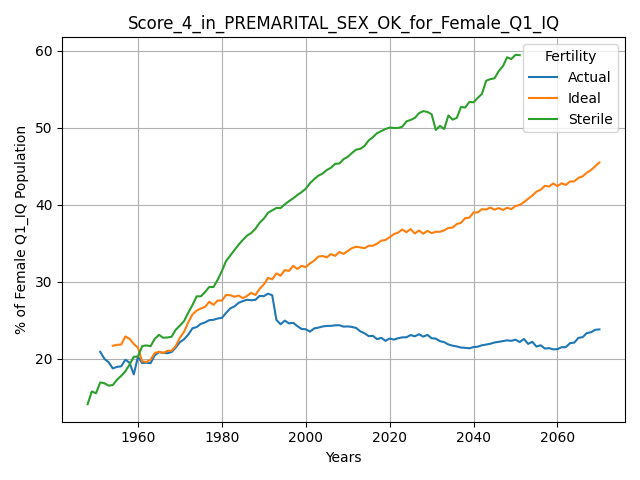 Score_4_in_PREMARITAL_SEX_OK_for_Female_Q1_IQ
% of Female Q1_IQ Population
60
50
40
30
20
Fertility
Actual
Ideal
Sterile
1960
1980
2000
2020
2040
2060
Years